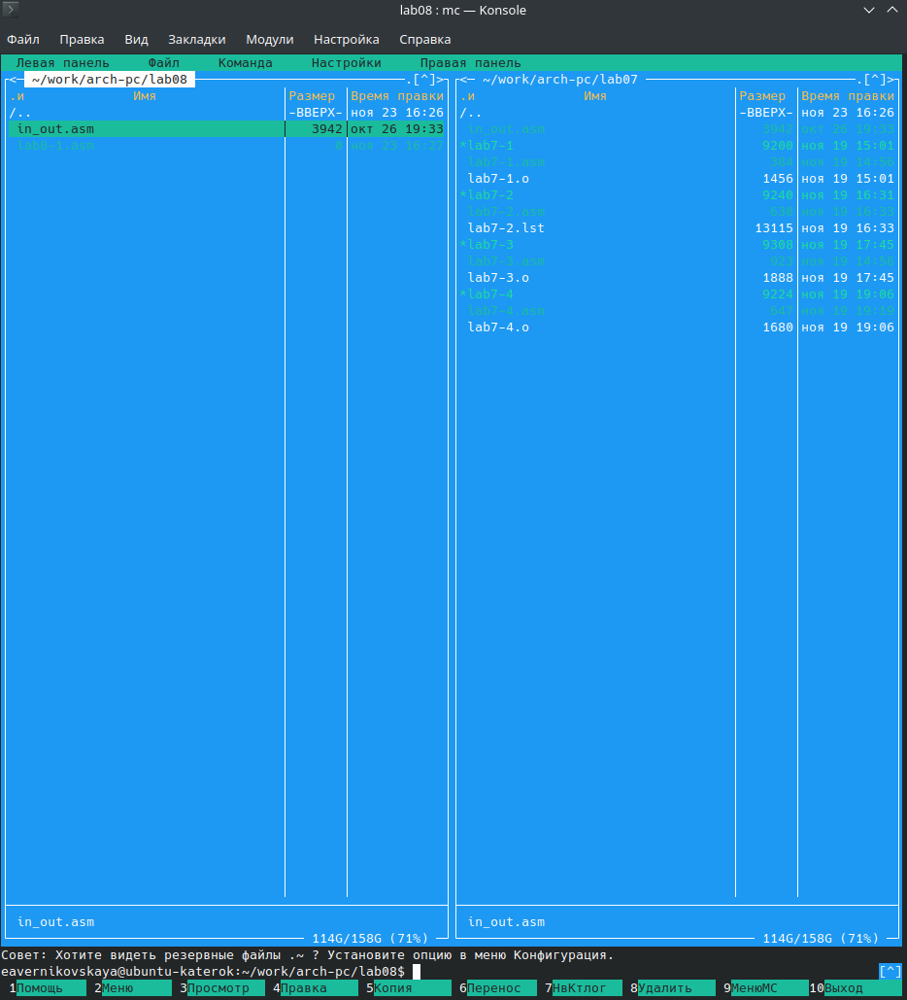 lab08 : mc — Konsole
Файл Правка Вид Закладки Модули Настройка Справка
Левая панель Файл Команда Настройки Правая панель
<— ~/work/arch-pc/lab08 .[^]> <— ~/work/arch-pc/lab07 .[^]>
.и Имя Размер Время правки .и Имя Размер Время правки
/.. -ВВЕРХ- ноя 23 16:26 /.. -ВВЕРХ- ноя 23 16:26
in_out.asm 3942 окт 26 19:33 in_out.asm 3942 окт 26 19:33
lab8-1.asm 0 ноя 23 16:27 *lab7-1 9200 ноя 19 15:01
lab7-1.asm 384 ноя 19 14:56
lab7-1.o 1456 ноя 19 15:01
*lab7-2 9240 ноя 19 16:31
lab7-2.asm 630 ноя 19 16:33
lab7-2.lst 13115 ноя 19 16:33
*lab7-3 9308 ноя 19 17:45
lab7-3.asm 923 ноя 19 14:56
lab7-3.o 1888 ноя 19 17:45
*lab7-4 9224 ноя 19 19:06
lab7-4.asm 647 ноя 19 19:19
lab7-4.o 1680 ноя 19 19:06
in_out.asm in_out.asm
114G/158G (71%) 114G/158G (71%)
Совет: Хотите видеть резервные файлы .~ ? Установите опцию в меню Конфигурация.
eavernikovskaya@ubuntu-katerok:~/work/arch-pc/lab08$ [^]
1Помощь 2Меню 3Просмотр 4Правка 5Копия 6Перенос 7НвКтлог 8Удалить 9МенюМС 10Выход